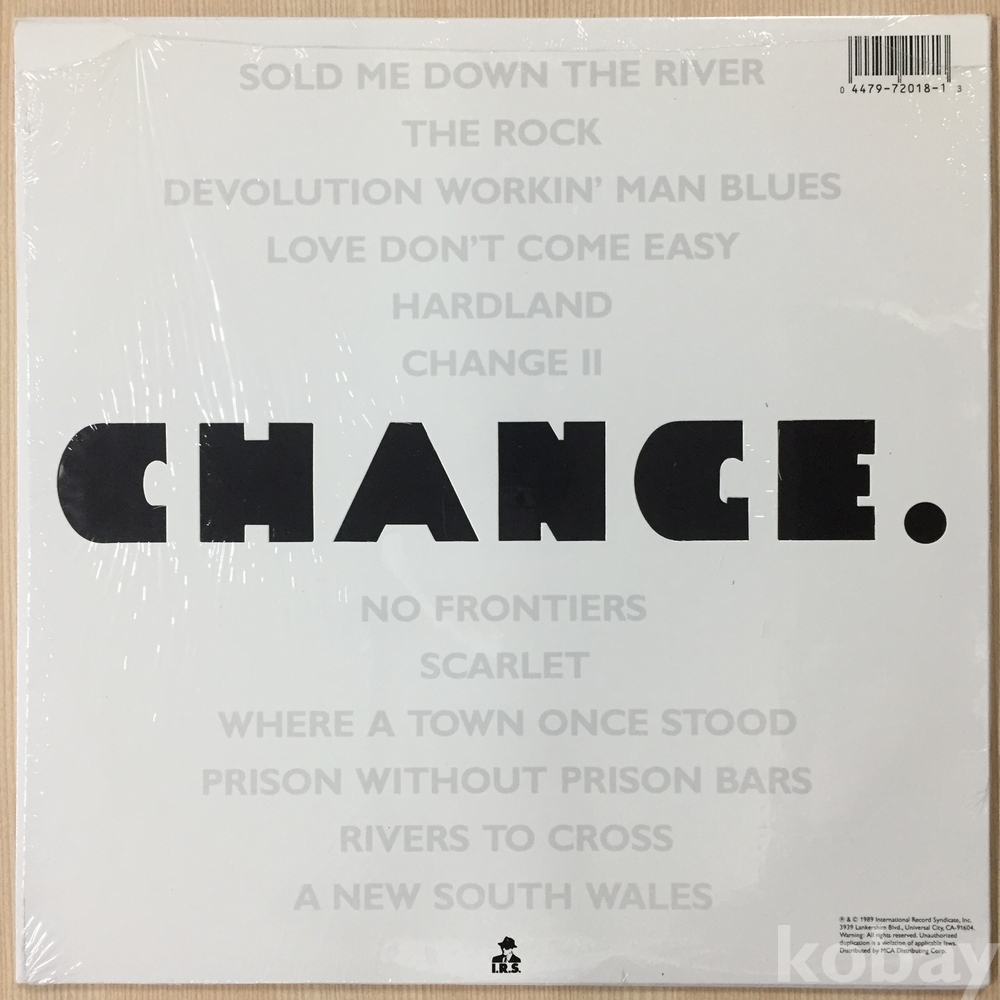 SOLD ME DOWN THE RIVER
0 4479-72018-1 3
THE ROCK
DEVOLUTION WORKIN' MAN BLUES
LOVE DON'T COME EASY
HARDLAND
CHANGE II
CHANGE.
NO FRONTIERS
SCARLET
WHERE A TOWN ONCE STOOD
PRISON WITHOUT PRISON BARS
RIVERS TO CROSS
A NEW SOUTH WALES
I.R.S.
℗ & © 1989 International Record Syndicate, Inc.
3939 Lankershim Blvd., Universal City, CA-91604.
Warning: All rights reserved. Unauthorized
duplication is a violation of applicable laws.
Distributed by MCA Distributing Corp.
kobay